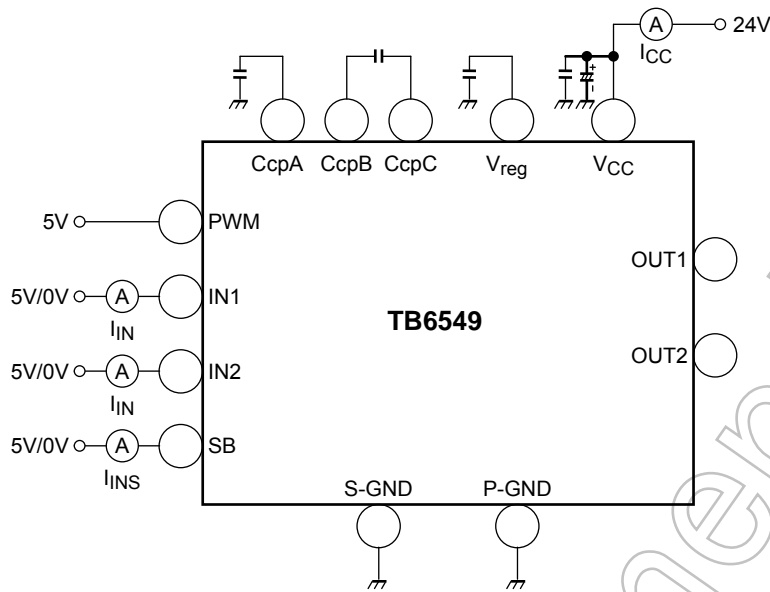 A 24V
ICC
+
-
CcpA CcpB CcpC Vreg VCC
5V PWM
OUT1
5V/0V A IN1
IIN
TB6549
OUT2
5V/0V A IN2
IIN
5V/0V A SB
IINS
S-GND P-GND